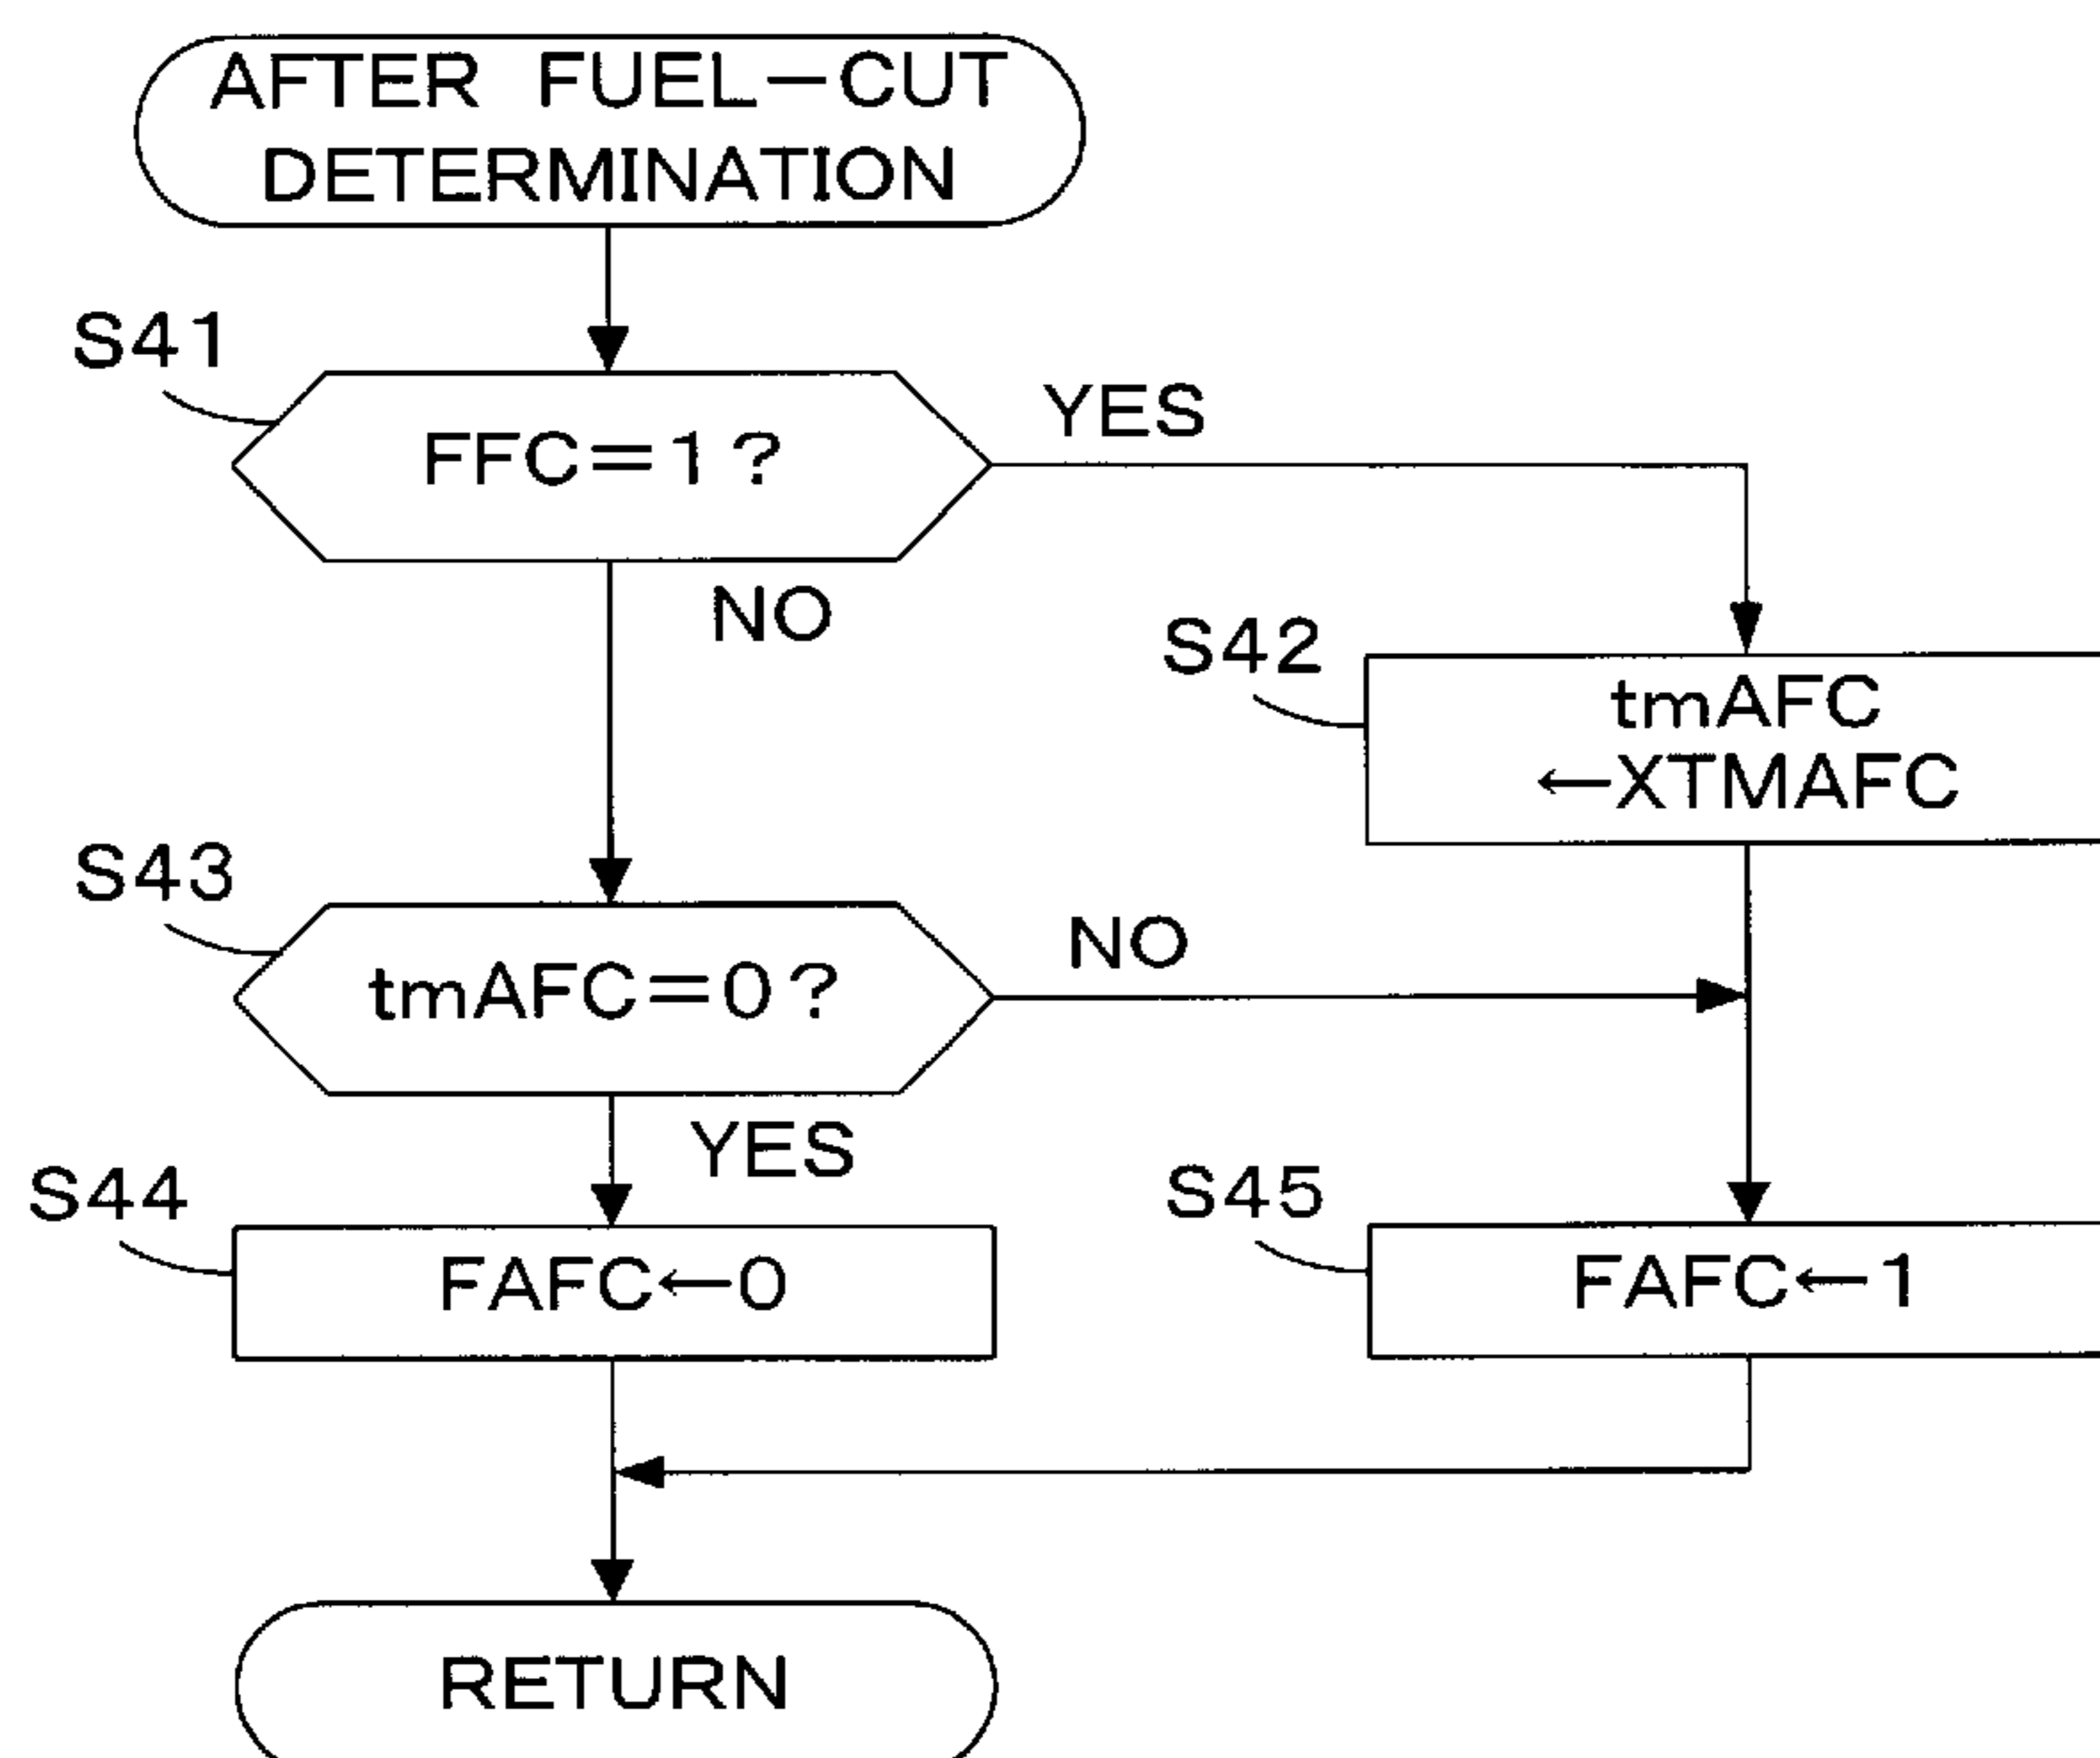 AFTER FUEL-CUT
DETERMINATION
S41
FFC=1?
YES
NO
S42
tmAFC
←XTMAFC
S43
tmAFC=0?
NO
YES
S44
FAFC←0
S45
FAFC←1
RETURN